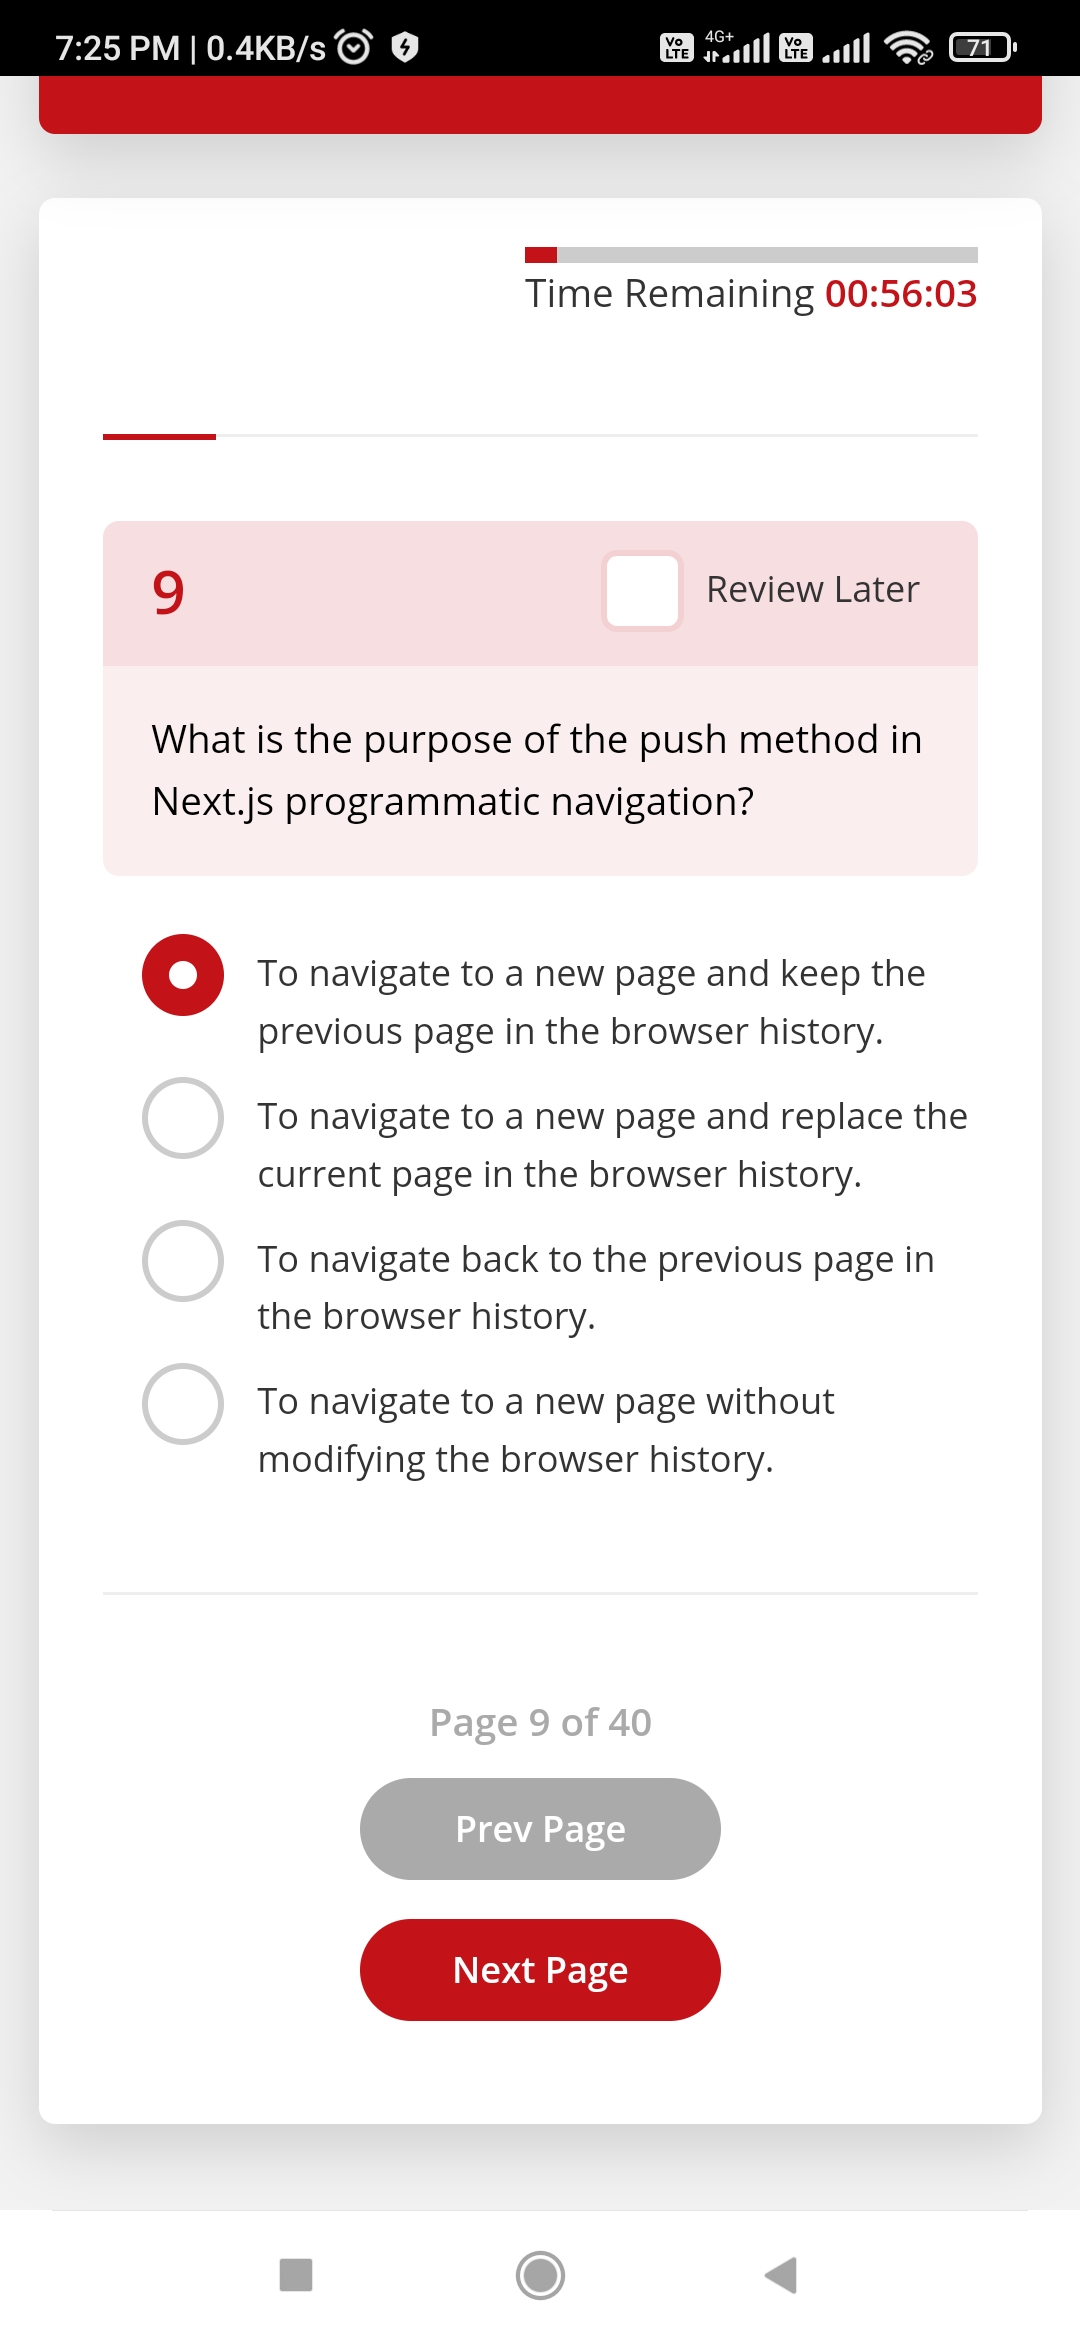 7:25 PM | 0.4KB/s
Vo LTE 4G+ Vo LTE 71
Time Remaining 00:56:03
9
Review Later
What is the purpose of the push method in
Next.js programmatic navigation?
To navigate to a new page and keep the
previous page in the browser history.
To navigate to a new page and replace the
current page in the browser history.
To navigate back to the previous page in
the browser history.
To navigate to a new page without
modifying the browser history.
Page 9 of 40
Prev Page
Next Page